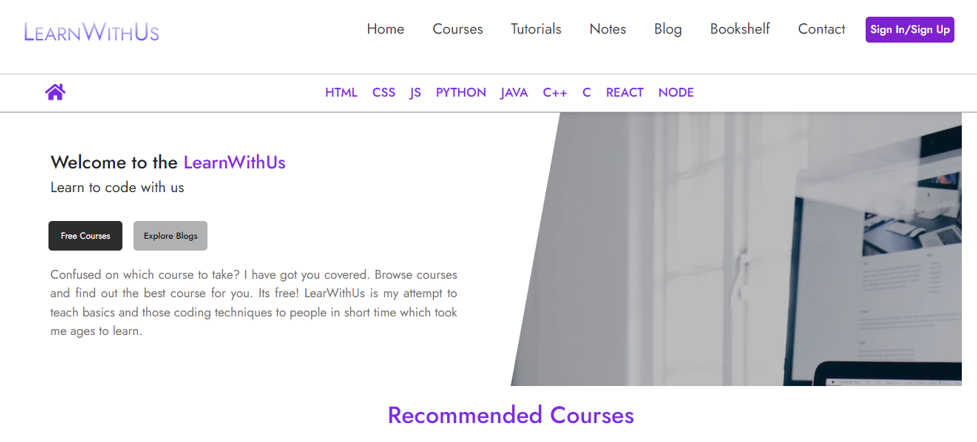 LEARNWITHUS
Home Courses Tutorials Notes Blog Bookshelf Contact Sign In/Sign Up
HTML CSS JS PYTHON JAVA C++ C REACT NODE
Welcome to the LearnWithUs
Learn to code with us
Free Courses Explore Blogs
Confused on which course to take? I have got you covered. Browse courses
and find out the best course for you. Its free! LearWithUs is my attempt to
teach basics and those coding techniques to people in short time which took
me ages to learn.
Recommended Courses